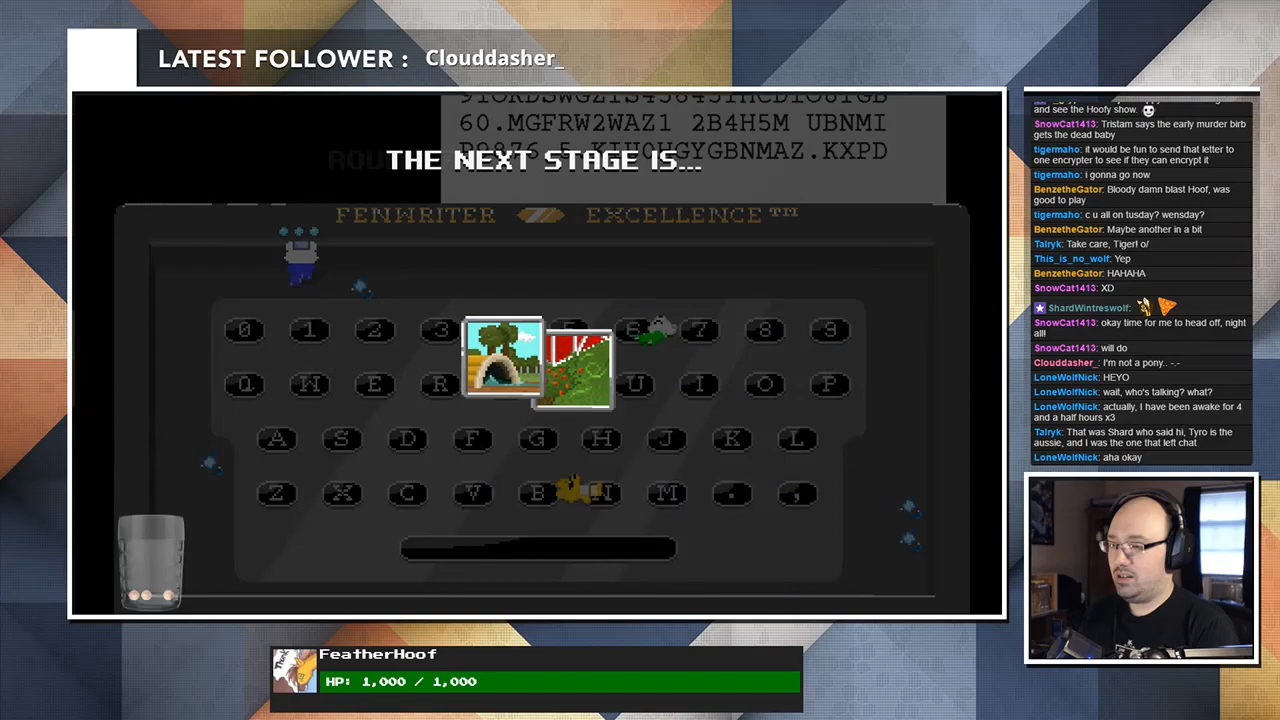 LATEST FOLLOWER : Clouddasher_
60.MGFRW2WAZ1 2B4H5M UBNMI
THE NEXT STAGE IS...
FENWRITER EXCELLENCE™
0 1 2 3 6 7 8 9
Q W E R U I O P
A S D F G H J K L
Z X C V B N M . ,
and see the Hoofy show.
SnowCat1413: Tristam says the early murder birb
gets the dead baby
tigermaho: it would be fun to send that letter to
one encrypter to see if they can encrypt it
tigermaho: i gonna go now
BenzetheGator: Bloody damn blast Hoof, was
good to play
tigermaho: c u all on tusday? wensday?
BenzetheGator: Maybe another in a bit
Talryk: Take care, Tiger! o/
This_is_no_wolf: Yep
BenzetheGator: HAHAHA
SnowCat1413: XD
ShardWintreswolf:
SnowCat1413: okay time for me to head off, night
all!
SnowCat1413: will do
Clouddasher_: I'm not a pony.. -.-
LoneWolfNick: HEYO
LoneWolfNick: wait, who's talking? what?
LoneWolfNick: actually, I have been awake for 4
and a half hours x3
Talryk: That was Shard who said hi, Tyro is the
aussie, and I was the one that left chat
LoneWolfNick: aha okay
FeatherHoof
HP: 1,000 / 1,000